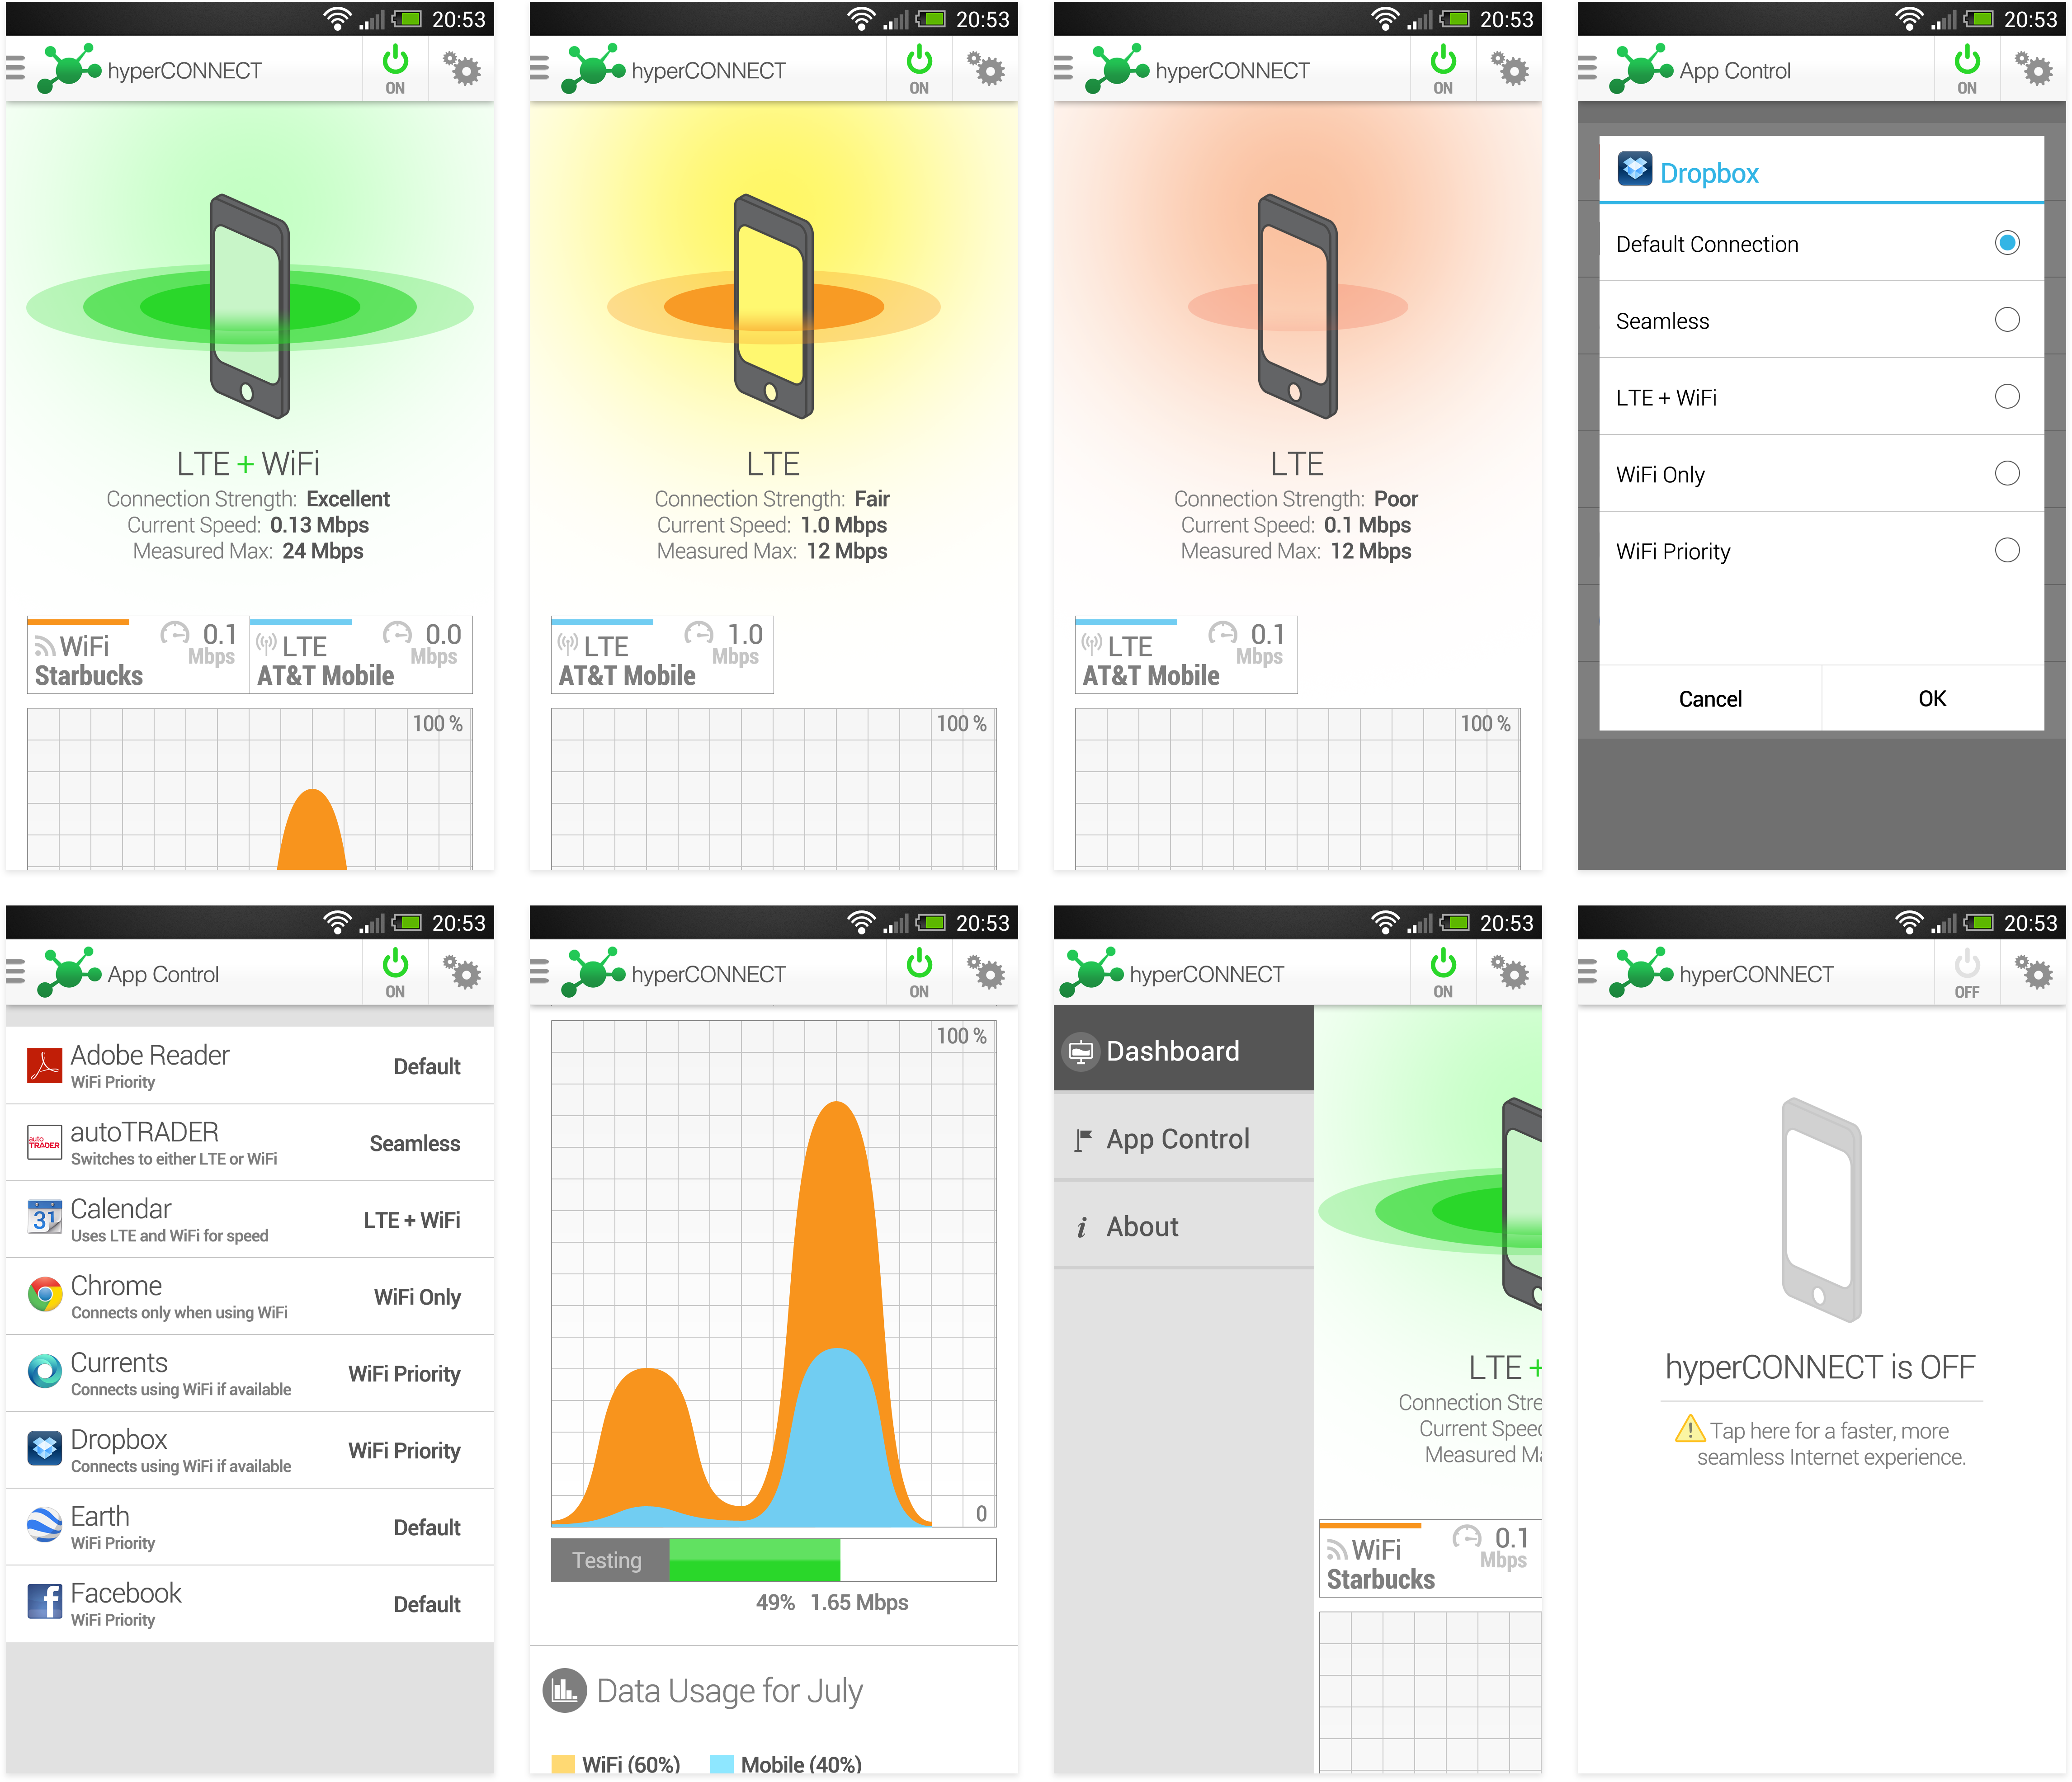 20:53
hyperCONNECT
ON
LTE + WiFi
Connection Strength: Excellent
Current Speed: 0.13 Mbps
Measured Max: 24 Mbps
WiFi 0.1 Mbps
Starbucks
LTE 0.0 Mbps
AT&T Mobile
100 %
20:53
hyperCONNECT
ON
LTE
Connection Strength: Fair
Current Speed: 1.0 Mbps
Measured Max: 12 Mbps
LTE 1.0 Mbps
AT&T Mobile
100 %
20:53
hyperCONNECT
ON
LTE
Connection Strength: Poor
Current Speed: 0.1 Mbps
Measured Max: 12 Mbps
LTE 0.1 Mbps
AT&T Mobile
100 %
20:53
App Control
ON
Dropbox
Default Connection
Seamless
LTE + WiFi
WiFi Only
WiFi Priority
Cancel OK
20:53
App Control
ON
Adobe Reader
WiFi Priority
Default
auto TRADER
autoTRADER
Switches to either LTE or WiFi
Seamless
31
Calendar
Uses LTE and WiFi for speed
LTE + WiFi
Chrome
Connects only when using WiFi
WiFi Only
Currents
Connects using WiFi if available
WiFi Priority
Dropbox
Connects using WiFi if available
WiFi Priority
Earth
WiFi Priority
Default
Facebook
WiFi Priority
Default
20:53
hyperCONNECT
ON
100 %
0
Testing
49% 1.65 Mbps
Data Usage for July
WiFi (60%) Mobile (40%)
20:53
hyperCONNECT
ON
Dashboard
App Control
About
LTE +
Connection Stre
Current Speed
Measured Ma
WiFi 0.1 Mbps
Starbucks
20:53
hyperCONNECT
OFF
hyperCONNECT is OFF
Tap here for a faster, more
seamless Internet experience.